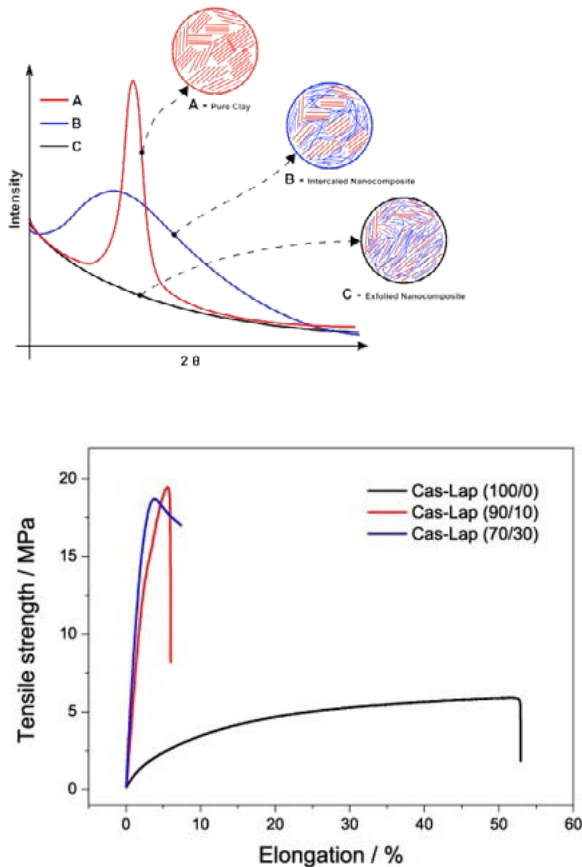 A
B
C
A = Pure Clay
B = Intercaled Nanocomposite
C = Exfolied Nanocomposite
Intensity
2 θ
Cas-Lap (100/0)
Cas-Lap (90/10)
Cas-Lap (70/30)
Tensile strength / MPa
20
15
10
5
0
0 10 20 30 40 50 60
Elongation / %